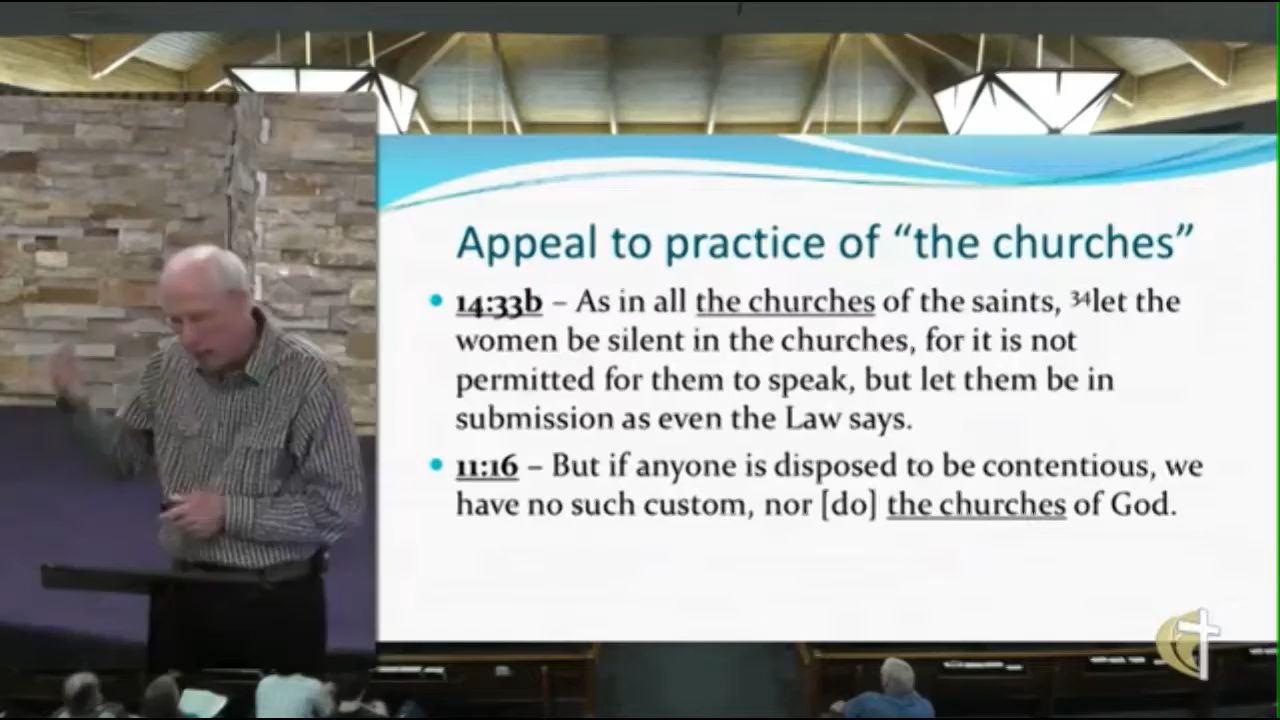 Appeal to practice of “the churches”
• 14:33b – As in all the churches of the saints, ³⁴let the
women be silent in the churches, for it is not
permitted for them to speak, but let them be in
submission as even the Law says.
• 11:16 – But if anyone is disposed to be contentious, we
have no such custom, nor [do] the churches of God.